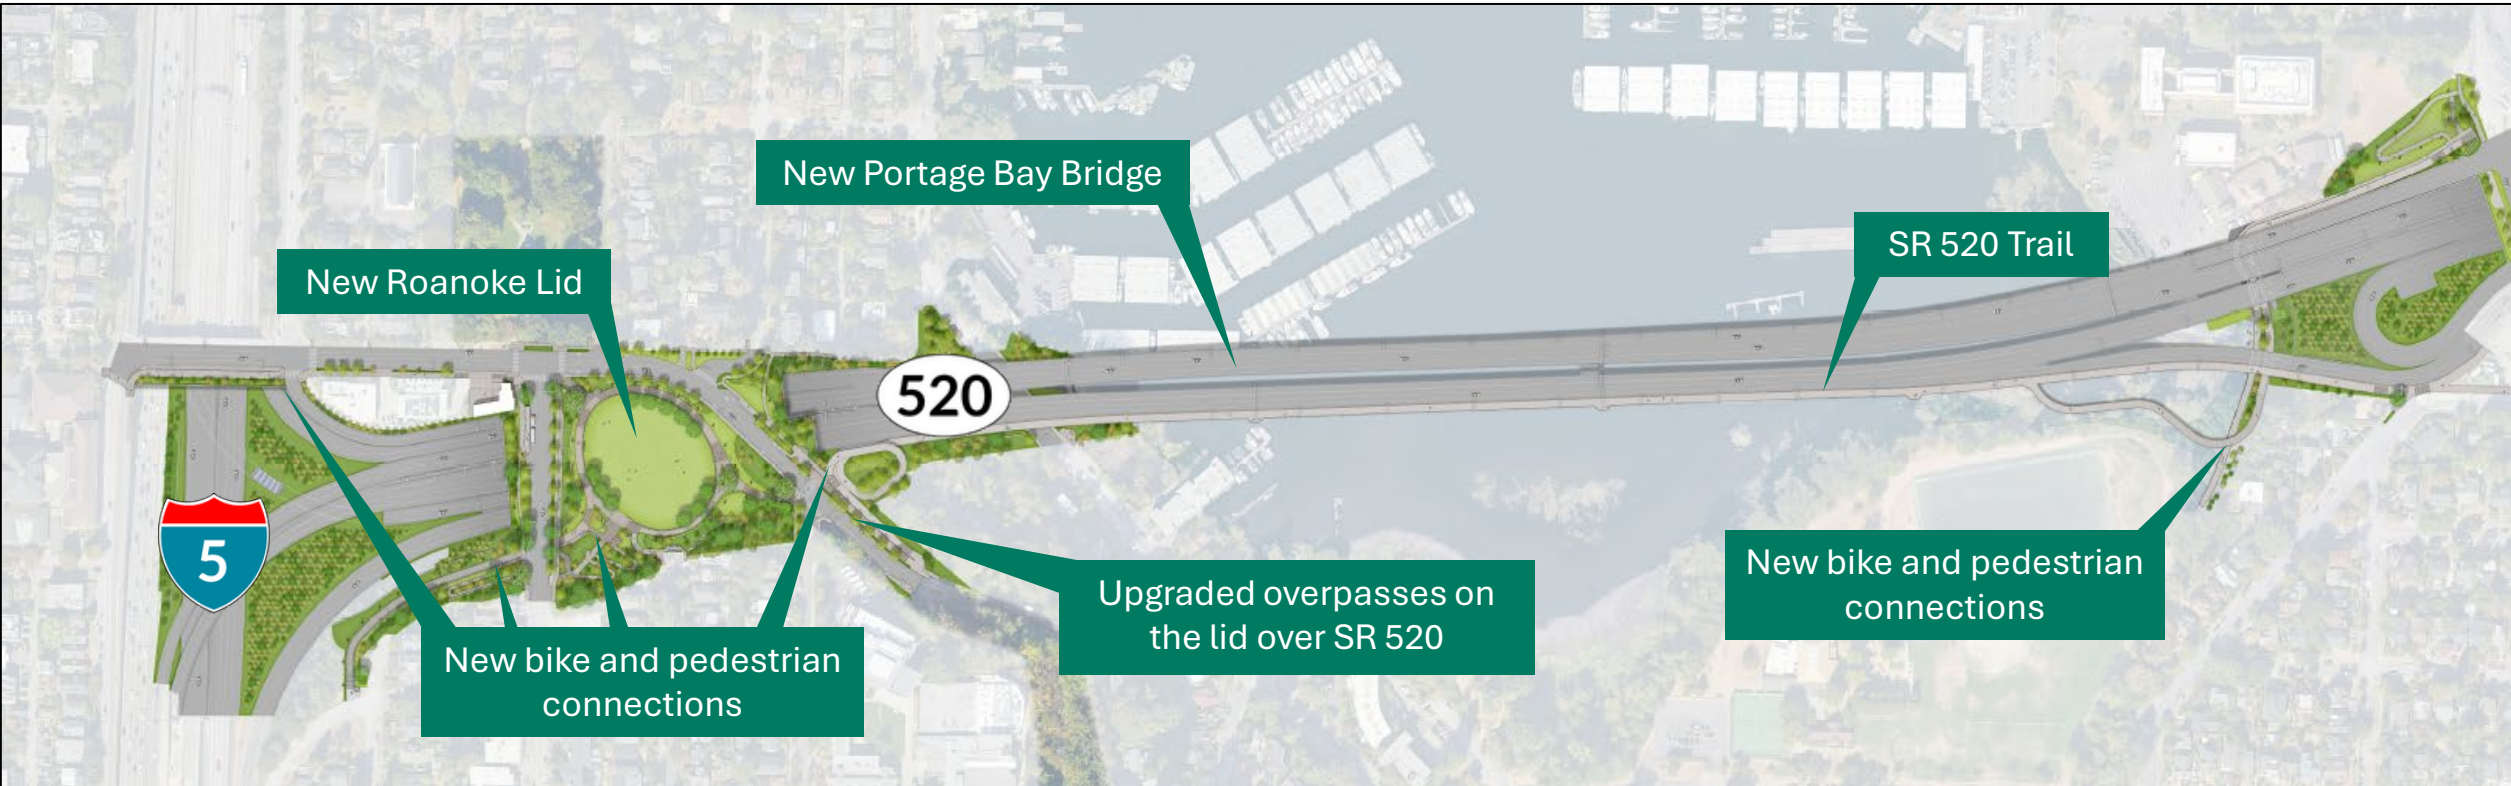 New Portage Bay Bridge
SR 520 Trail
New Roanoke Lid
520
5
New bike and pedestrian
connections
Upgraded overpasses on
the lid over SR 520
New bike and pedestrian
connections